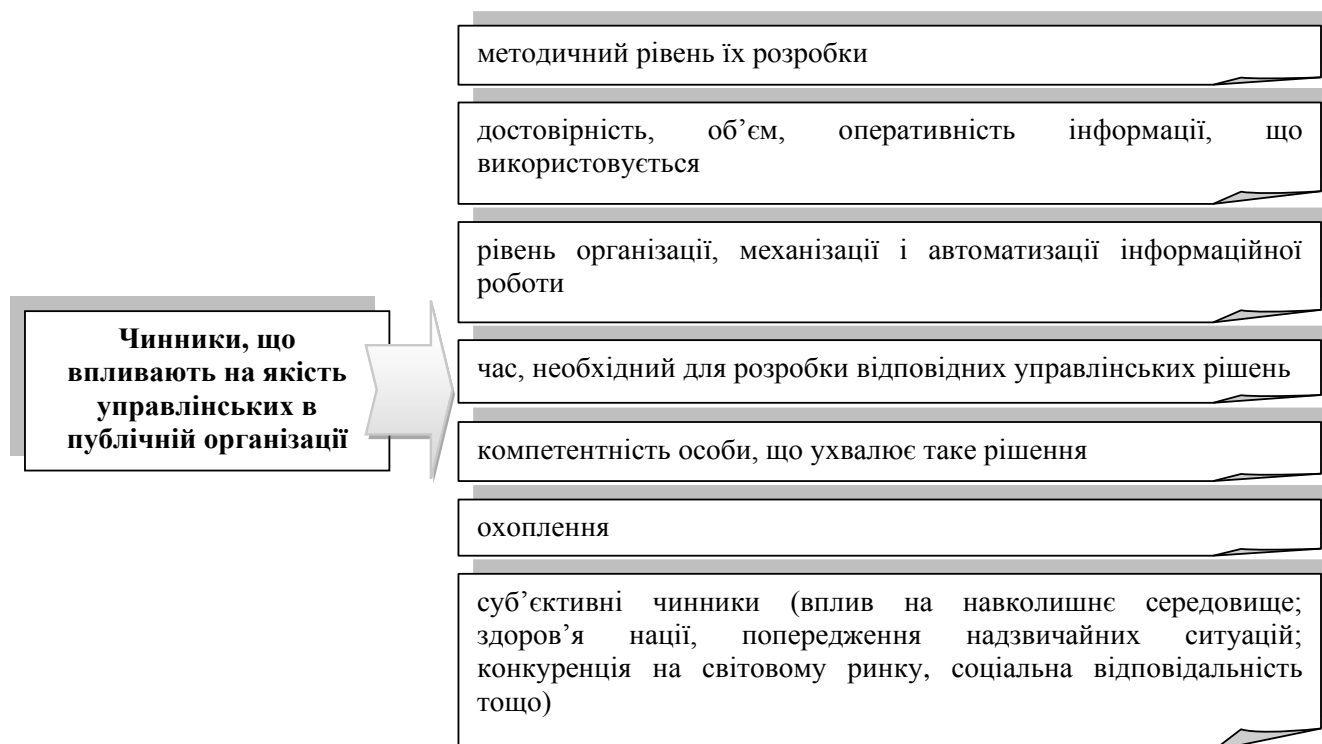 Чинники, що
впливають на якість
управлінських в
публічній організації
методичний рівень їх розробки
достовірність, об’єм, оперативність інформації, що
використовується
рівень організації, механізації і автоматизації інформаційної
роботи
час, необхідний для розробки відповідних управлінських рішень
компетентність особи, що ухвалює таке рішення
охоплення
суб’єктивні чинники (вплив на навколишнє середовище;
здоров’я нації, попередження надзвичайних ситуацій;
конкуренція на світовому ринку, соціальна відповідальність
тощо)